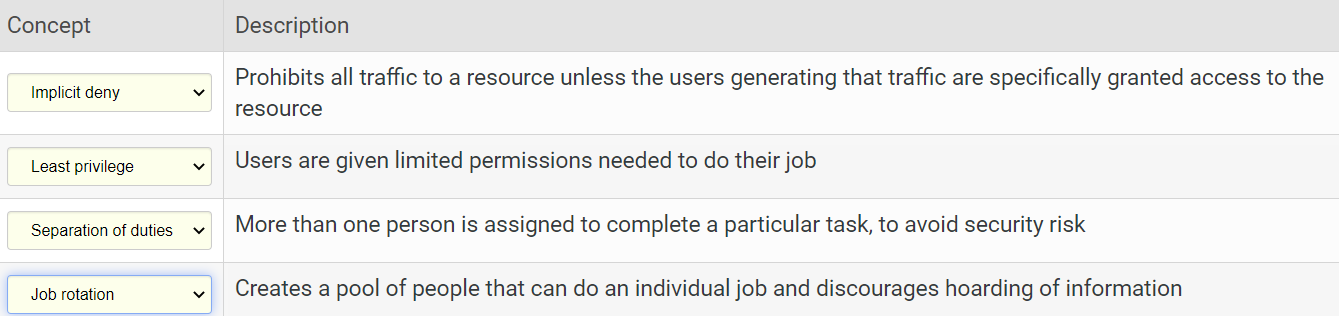 Concept Description
Implicit deny Prohibits all traffic to a resource unless the users generating that traffic are specifically granted access to the
resource
Least privilege Users are given limited permissions needed to do their job
Separation of duties More than one person is assigned to complete a particular task, to avoid security risk
Job rotation Creates a pool of people that can do an individual job and discourages hoarding of information